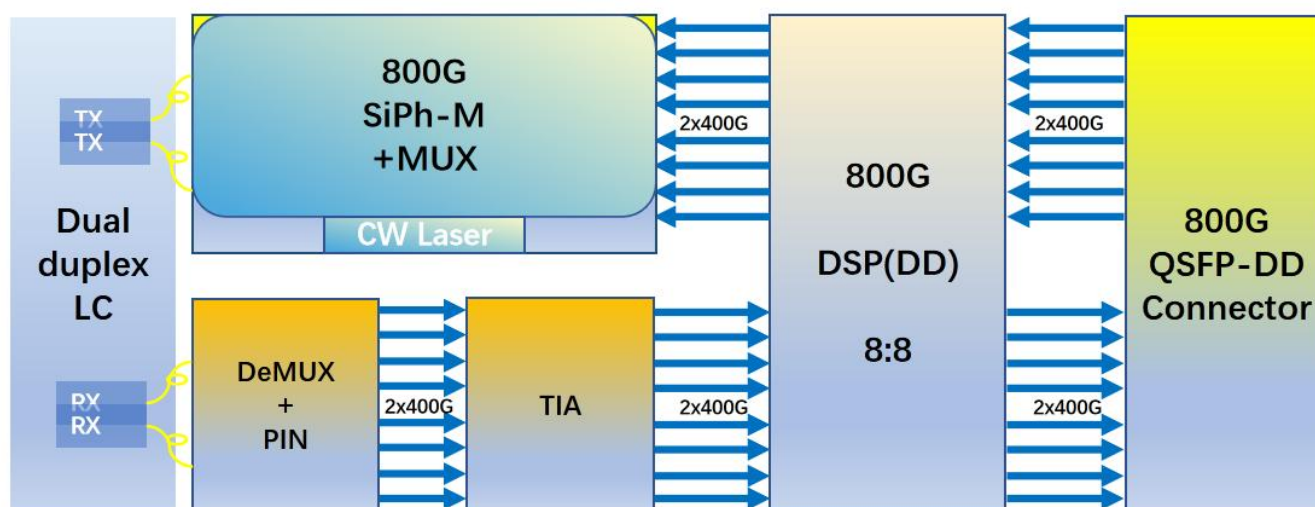 TX
TX
Dual
duplex
LC
RX
RX
800G
SiPh-M
+MUX
CW Laser
2x400G
DeMUX
+
PIN
2x400G
TIA
2x400G
800G
DSP(DD)
8:8
2x400G
2x400G
800G
QSFP-DD
Connector